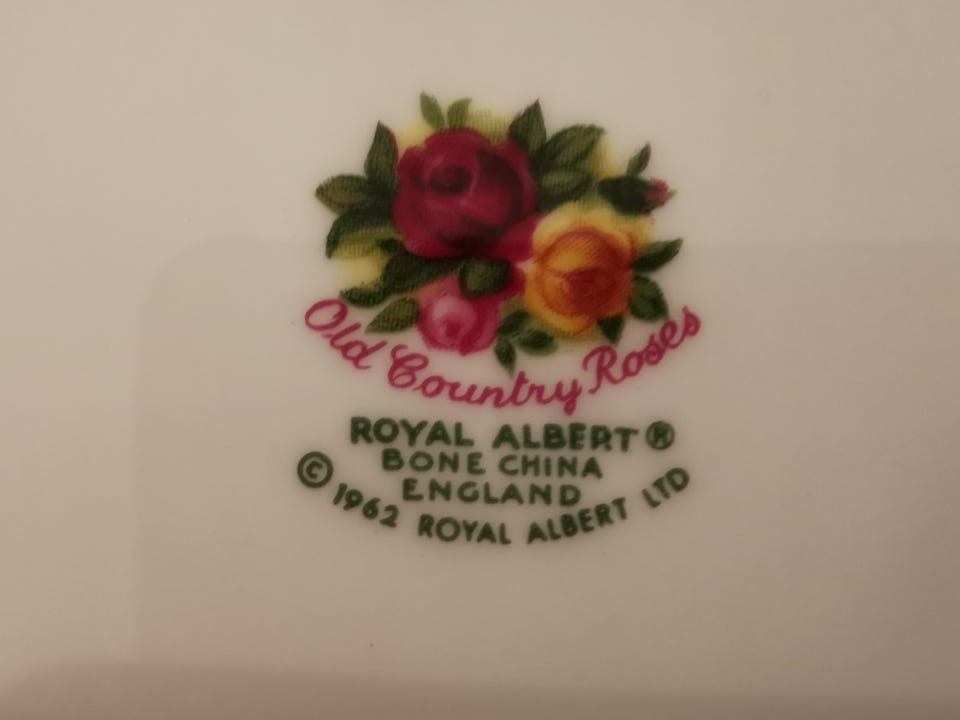 Old Country Roses
ROYAL ALBERT®
BONE CHINA
ENGLAND
© 1962 ROYAL ALBERT LTD